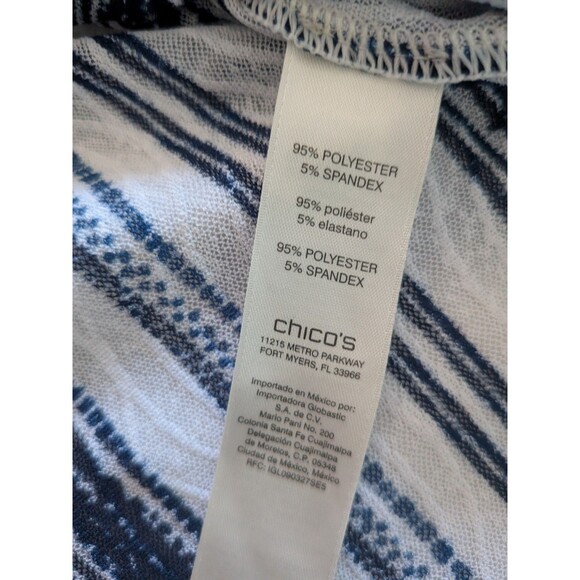 95% POLYESTER
5% SPANDEX
95% poliéster
5% elastano
95% POLYESTER
5% SPANDEX
chico's
11215 METRO PARKWAY
FORT MYERS, FL 33966
Importado en México por:
Importadora Globastic
S.A. de C.V.
Mario Pani No. 200
Colonia Santa Fe Cuajimalpa
Delegación Cuajimalpa
de Morelos, C.P. 05348
Ciudad de México, México
RFC: IGL090327SE5